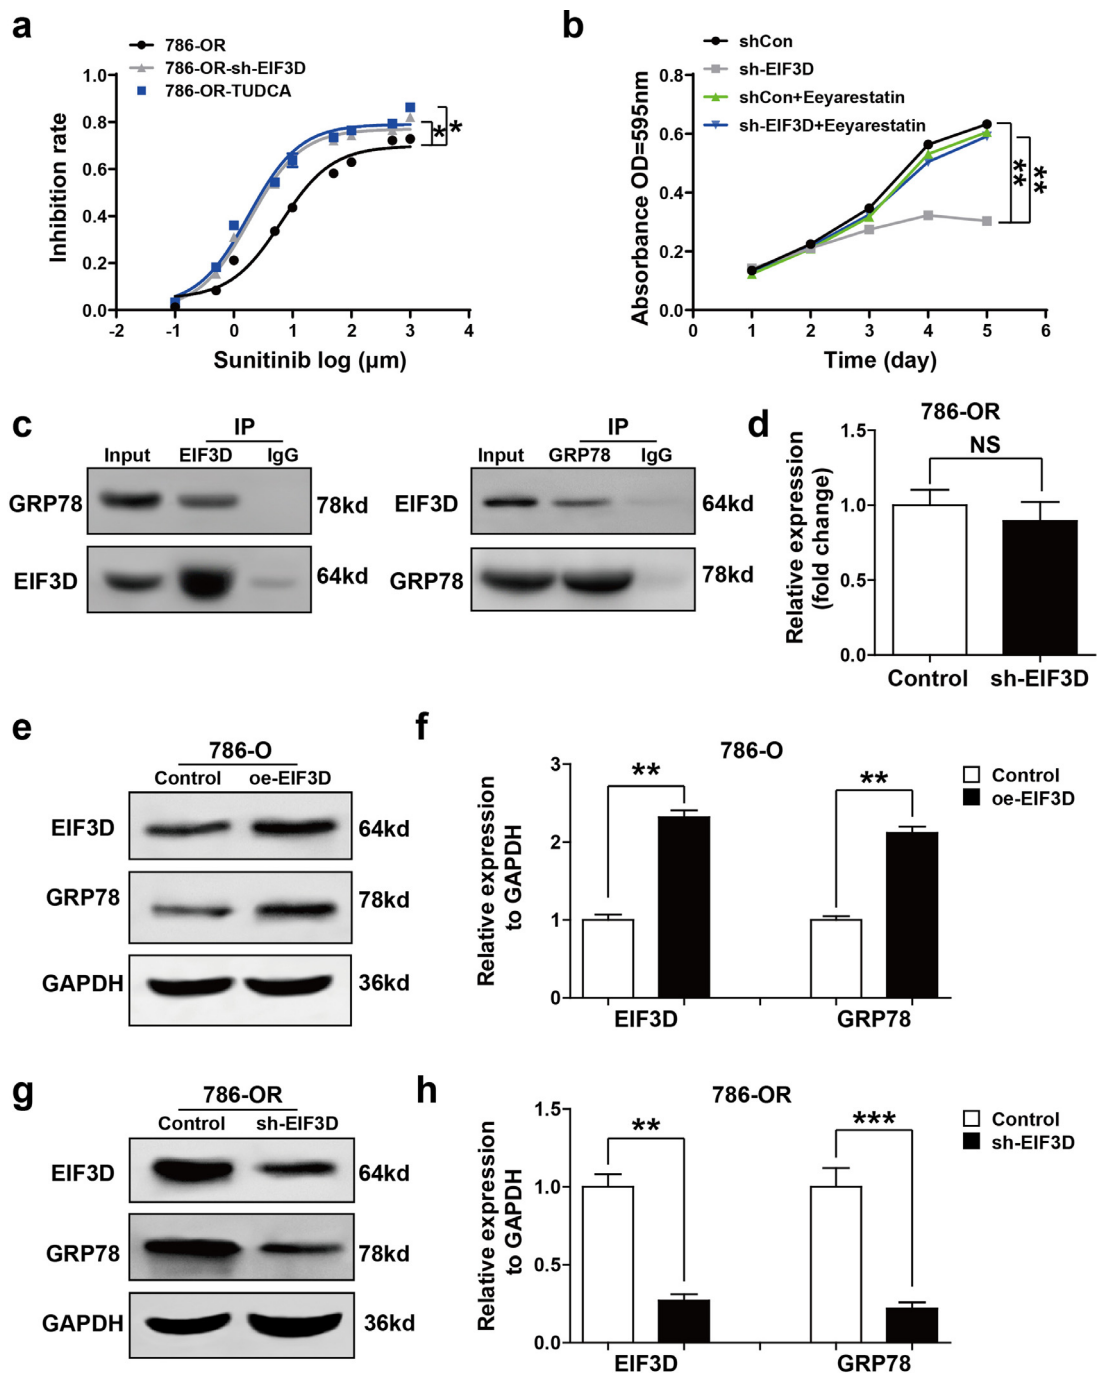 a
786-OR
786-OR-sh-EIF3D
786-OR-TUDCA
Inhibition rate
1.0
0.8
0.6
0.4
0.2
0.0
* *
-2 -1 0 1 2 3 4
Sunitinib log (μm)
b
shCon
sh-EIF3D
shCon+Eeyarestatin
sh-EIF3D+Eeyarestatin
Absorbance OD=595nm
0.8
0.6
0.4
0.2
0.0
** **
0 1 2 3 4 5 6
Time (day)
c
IP
Input EIF3D IgG
GRP78 78kd
EIF3D 64kd
IP
Input GRP78 IgG
EIF3D 64kd
GRP78 78kd
d
786-OR
NS
Relative expression
(fold change)
1.5
1.0
0.5
0.0
Control sh-EIF3D
e
786-O
Control oe-EIF3D
EIF3D 64kd
GRP78 78kd
GAPDH 36kd
f
786-O
Control
oe-EIF3D
Relative expression
to GAPDH
3
2
1
0
** **
EIF3D GRP78
g
786-OR
Control sh-EIF3D
EIF3D 64kd
GRP78 78kd
GAPDH 36kd
h
786-OR
Control
sh-EIF3D
Relative expression
to GAPDH
1.5
1.0
0.5
0.0
** ***
EIF3D GRP78